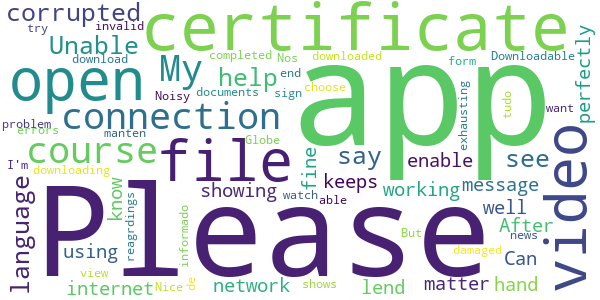 corrupted
try
invalid
certificate
Unable
completed
Nos
downloaded
Downloadable
download
end
form
open
My
help
Noisy
documents
sign
choose
perfectly
app
problem
errors
manten
connection
Globe
exhausting
tudo
want
course
file
say
enable
see
video
I'm
downloading
fine
language
know
reagrdings
showing
keeps
working
message
watch
able
Please
well
using
informado
After
But
news
Can
view
Nice
de
shows
damaged
internet
network
lend
matter
hand